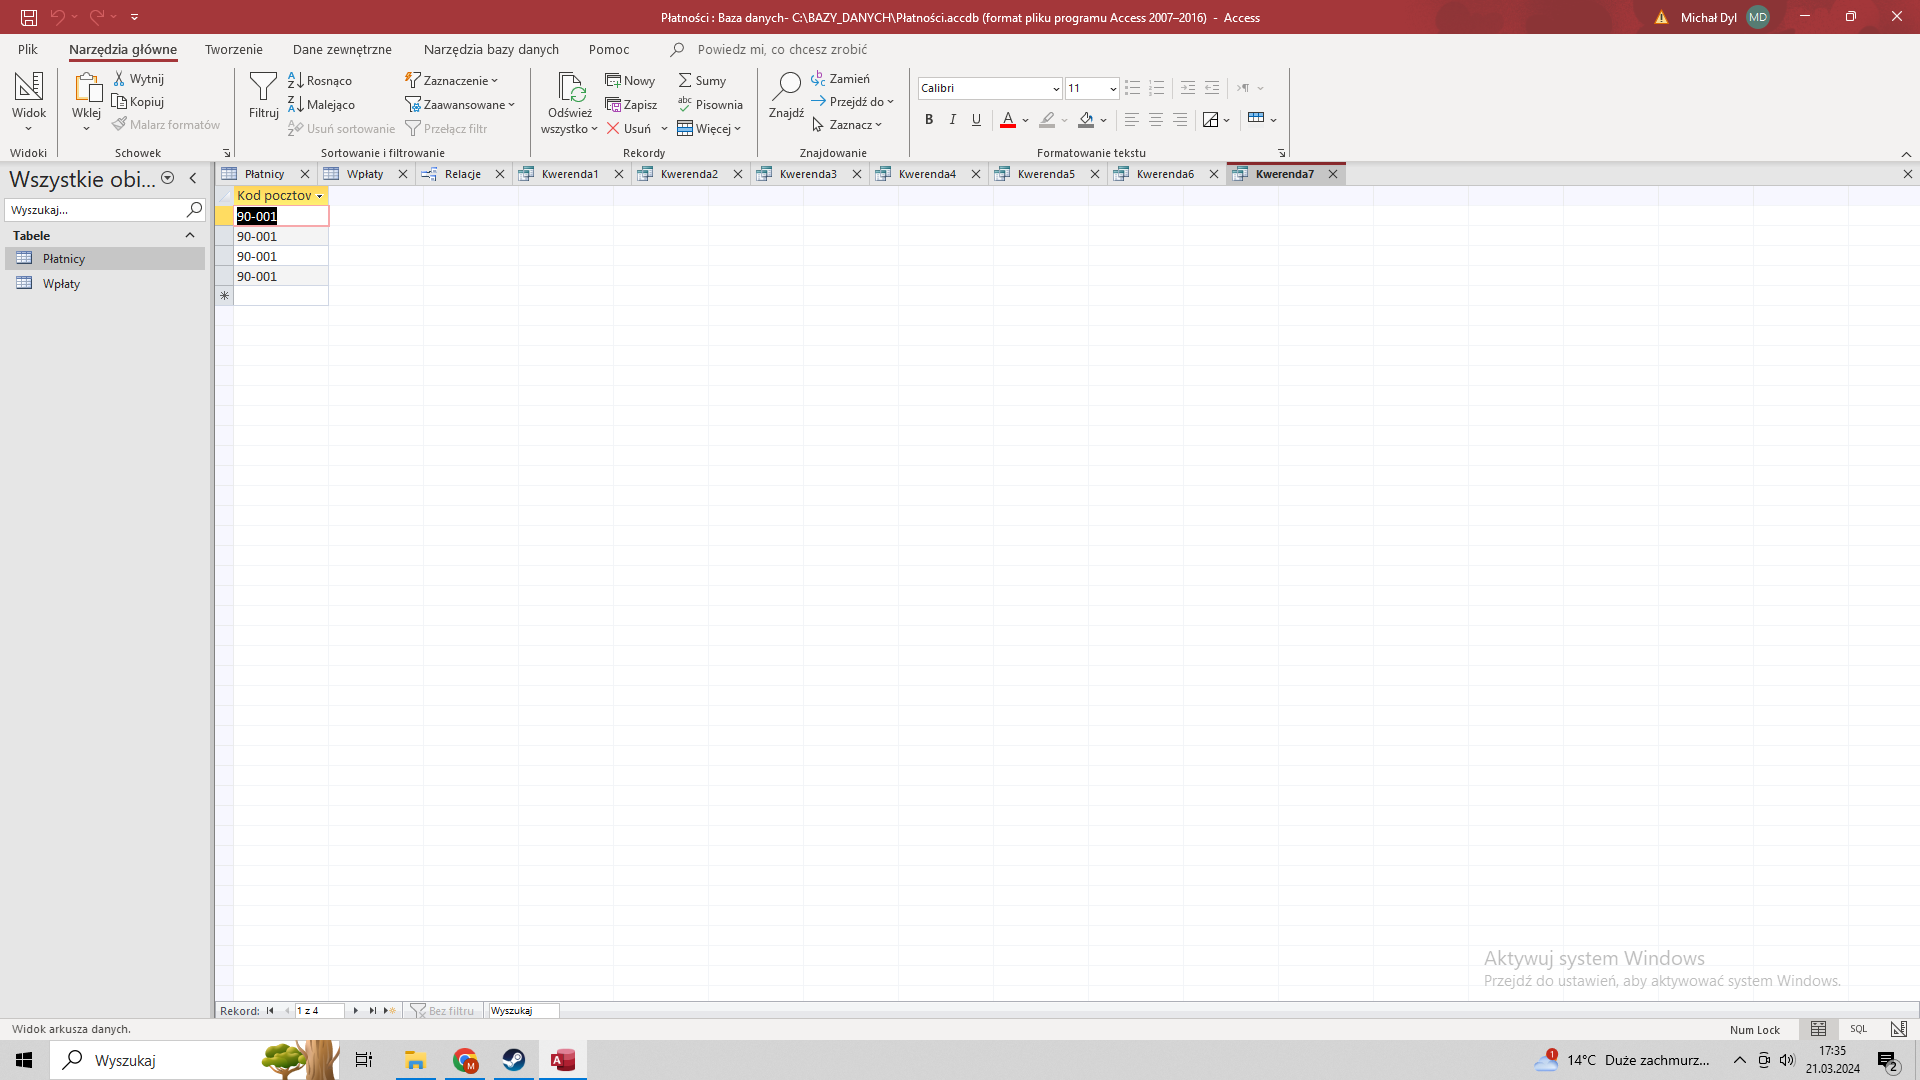 Płatności : Baza danych- C:\BAZY_DANYCH\Płatności.accdb (format pliku programu Access 2007–2016)  -  Access
Michał Dyl
MD
Plik
Narzędzia główne
Tworzenie
Dane zewnętrzne
Narzędzia bazy danych
Pomoc
Powiedz mi, co chcesz zrobić
Widok
Widoki
Wklej
Wytnij
Kopiuj
Malarz formatów
Schowek
Filtruj
Rosnąco
Malejąco
Usuń sortowanie
Zaznaczenie
Zaawansowane
Przełącz filtr
Sortowanie i filtrowanie
Odśwież
wszystko
Nowy
Zapisz
Usuń
Sumy
Pisownia
Więcej
Rekordy
Znajdź
Zamień
Przejdź do
Zaznacz
Znajdowanie
Calibri
11
B I U
Formatowanie tekstu
Wszystkie obi...
Wyszukaj...
Tabele
Płatnicy
Wpłaty
Płatnicy
Wpłaty
Relacje
Kwerenda1
Kwerenda2
Kwerenda3
Kwerenda4
Kwerenda5
Kwerenda6
Kwerenda7
Kod pocztow
90-001
90-001
90-001
90-001
Aktywuj system Windows
Przejdź do ustawień, aby aktywować system Windows.
Rekord:
1 z 4
Bez filtru
Wyszukaj
Widok arkusza danych.
Num Lock
SQL
Wyszukaj
1
14°C Duże zachmurz...
17:35
21.03.2024
2